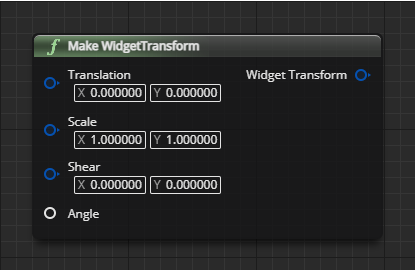 f Make WidgetTransform
Translation Widget Transform
X 0.000000 Y 0.000000
Scale
X 1.000000 Y 1.000000
Shear
X 0.000000 Y 0.000000
Angle